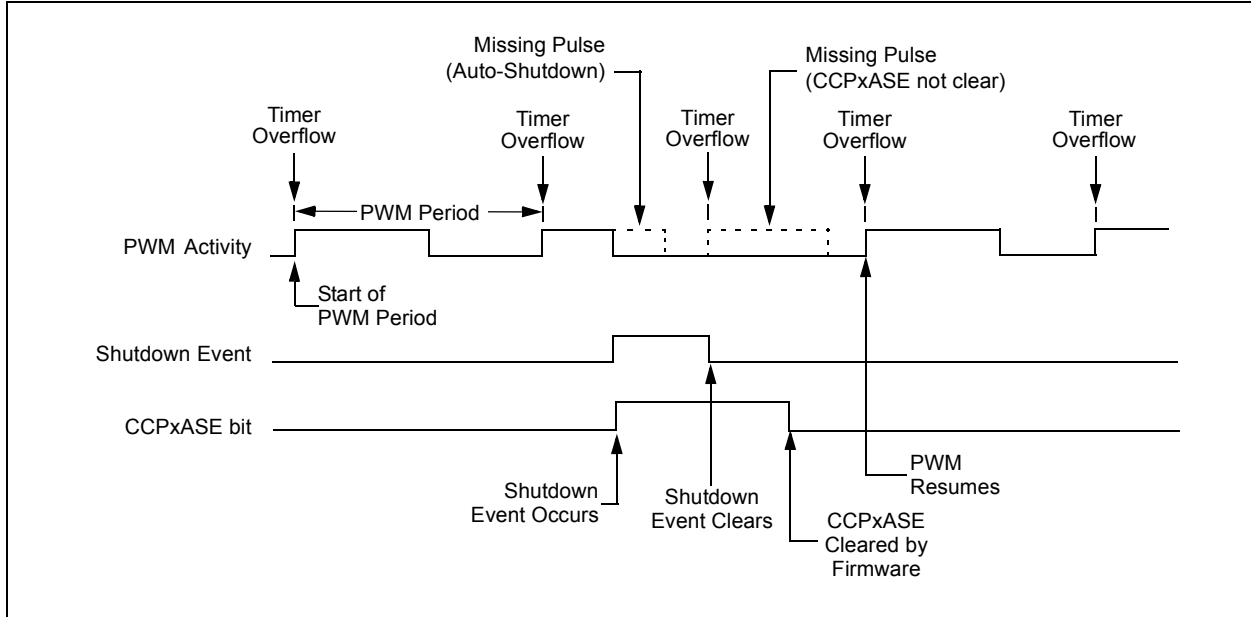 Missing Pulse
(Auto-Shutdown)
Missing Pulse
(CCPxASE not clear)
Timer
Overflow
Timer
Overflow
Timer
Overflow
Timer
Overflow
Timer
Overflow
PWM Period
PWM Activity
Start of
PWM Period
Shutdown Event
CCPxASE bit
Shutdown
Event Occurs
Shutdown
Event Clears
CCPxASE
Cleared by
Firmware
PWM
Resumes